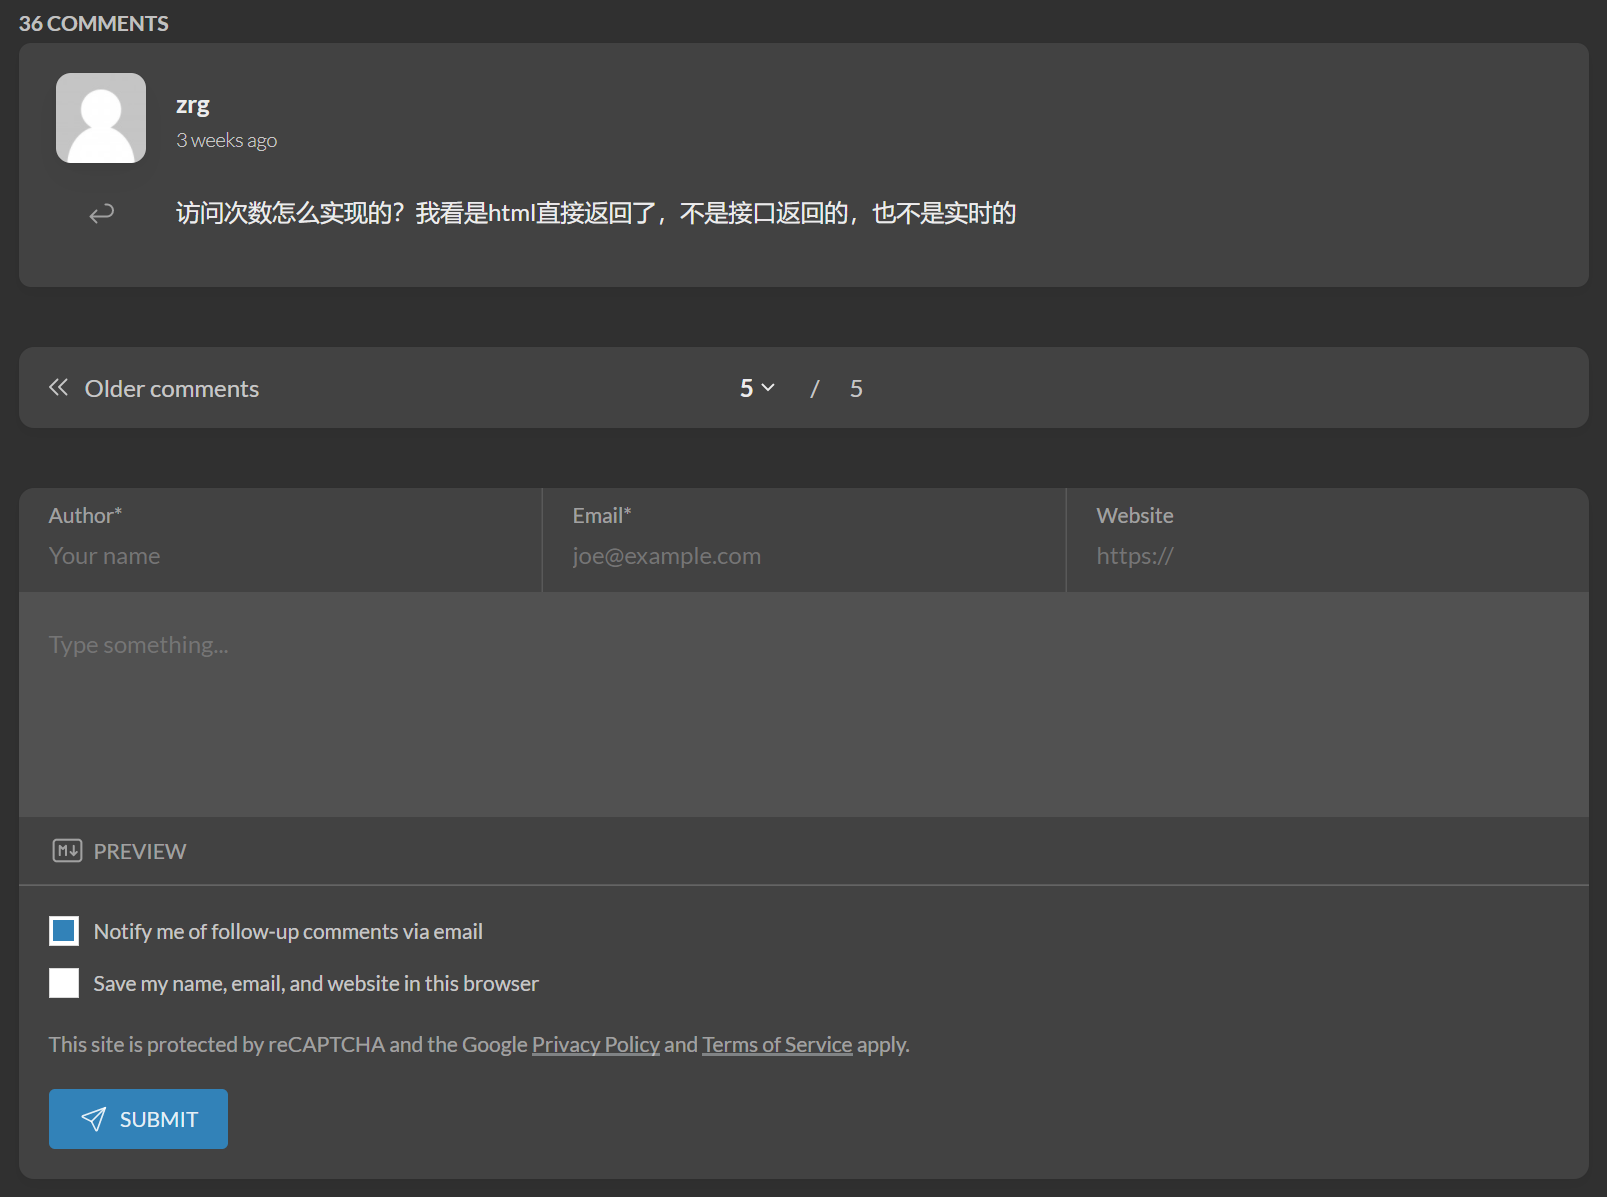 36 COMMENTS
zrg
3 weeks ago
访问次数怎么实现的？我看是html直接返回了，不是接口返回的，也不是实时的
Older comments 5 / 5
Author* Email* Website
Your name joe@example.com https://
Type something...
M↓ PREVIEW
Notify me of follow-up comments via email
Save my name, email, and website in this browser
This site is protected by reCAPTCHA and the Google Privacy Policy and Terms of Service apply.
SUBMIT